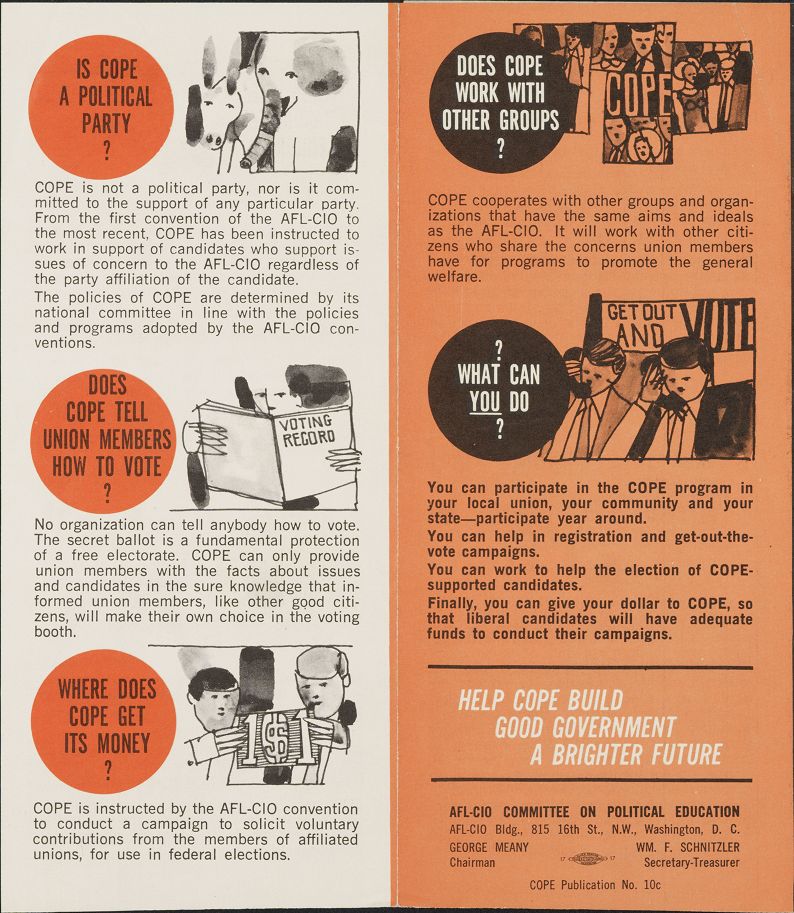 IS COPE
A POLITICAL
PARTY
?
COPE is not a political party, nor is it com-
mitted to the support of any particular party.
From the first convention of the AFL-CIO to
the most recent, COPE has been instructed to
work in support of candidates who support is-
sues of concern to the AFL-CIO regardless of
the party affiliation of the candidate.
The policies of COPE are determined by its
national committee in line with the policies
and programs adopted by the AFL-CIO con-
ventions.
DOES
COPE TELL
UNION MEMBERS
HOW TO VOTE
?
VOTING
RECORD
No organization can tell anybody how to vote.
The secret ballot is a fundamental protection
of a free electorate. COPE can only provide
union members with the facts about issues
and candidates in the sure knowledge that in-
formed union members, like other good citi-
zens, will make their own choice in the voting
booth.
WHERE DOES
COPE GET
ITS MONEY
?
1 $ 1
COPE is instructed by the AFL-CIO convention
to conduct a campaign to solicit voluntary
contributions from the members of affiliated
unions, for use in federal elections.
DOES COPE
WORK WITH
OTHER GROUPS
?
COPE
COPE cooperates with other groups and organ-
izations that have the same aims and ideals
as the AFL-CIO. It will work with other citi-
zens who share the concerns union members
have for programs to promote the general
welfare.
?
WHAT CAN
YOU DO
?
GET OUT
AND VOTE
You can participate in the COPE program in
your local union, your community and your
state—participate year around.
You can help in registration and get-out-the-
vote campaigns.
You can work to help the election of COPE-
supported candidates.
Finally, you can give your dollar to COPE, so
that liberal candidates will have adequate
funds to conduct their campaigns.
HELP COPE BUILD
GOOD GOVERNMENT
A BRIGHTER FUTURE
AFL-CIO COMMITTEE ON POLITICAL EDUCATION
AFL-CIO Bldg., 815 16th St., N.W., Washington, D. C.
GEORGE MEANY WM. F. SCHNITZLER
Chairman 17 17 Secretary-Treasurer
COPE Publication No. 10c